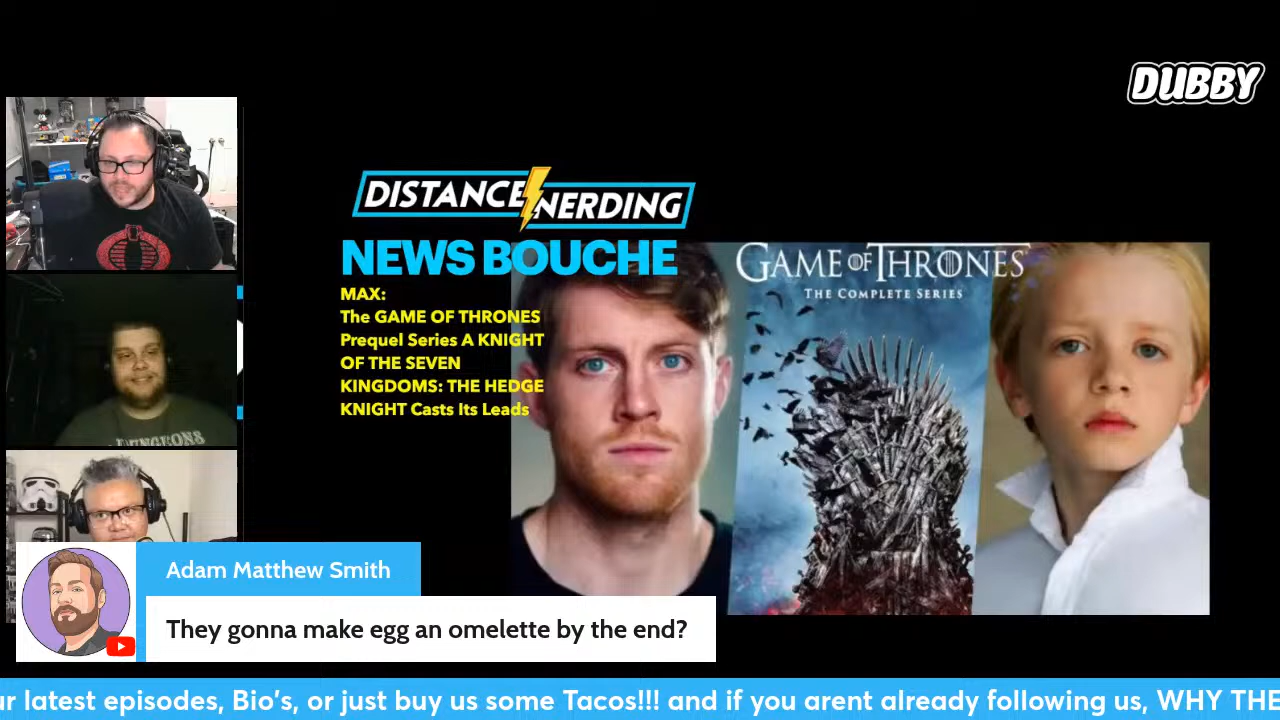 DUBBY
DISTANCE NERDING
NEWS BOUCHE
MAX:
The GAME OF THRONES
Prequel Series A KNIGHT
OF THE SEVEN
KINGDOMS: THE HEDGE
KNIGHT Casts Its Leads
GAME OF THRONES
THE COMPLETE SERIES
Adam Matthew Smith
They gonna make egg an omelette by the end?
latest episodes, Bio's, or just buy us some Tacos!!! and if you arent already following us, WHY THE